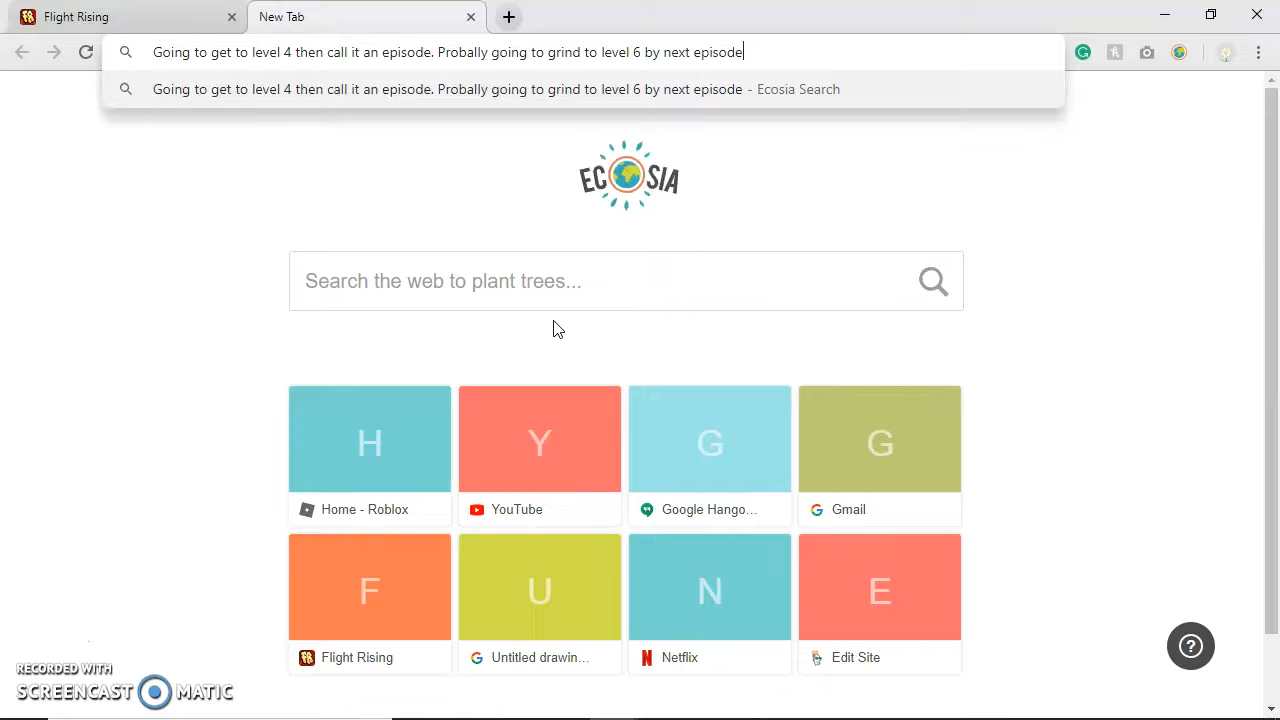 Flight Rising
New Tab
Going to get to level 4 then call it an episode. Probally going to grind to level 6 by next episode
Going to get to level 4 then call it an episode. Probally going to grind to level 6 by next episode - Ecosia Search
ECOSIA
Search the web to plant trees...
H
Y
G
G
Home - Roblox
YouTube
Google Hango...
Gmail
F
U
N
E
Flight Rising
Untitled drawin...
Netflix
Edit Site
?
RECORDED WITH
SCREENCAST MATIC